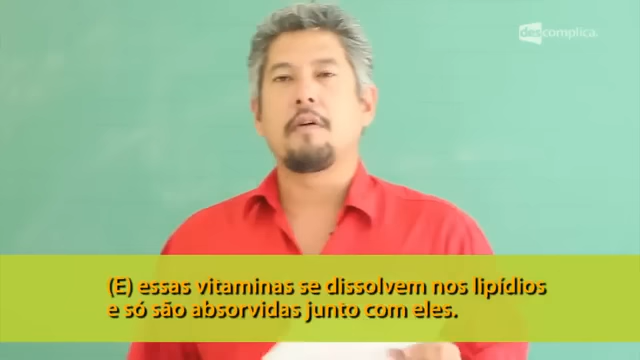 descomplica.
(E) essas vitaminas se dissolvem nos lipídios
e só são absorvidas junto com eles.